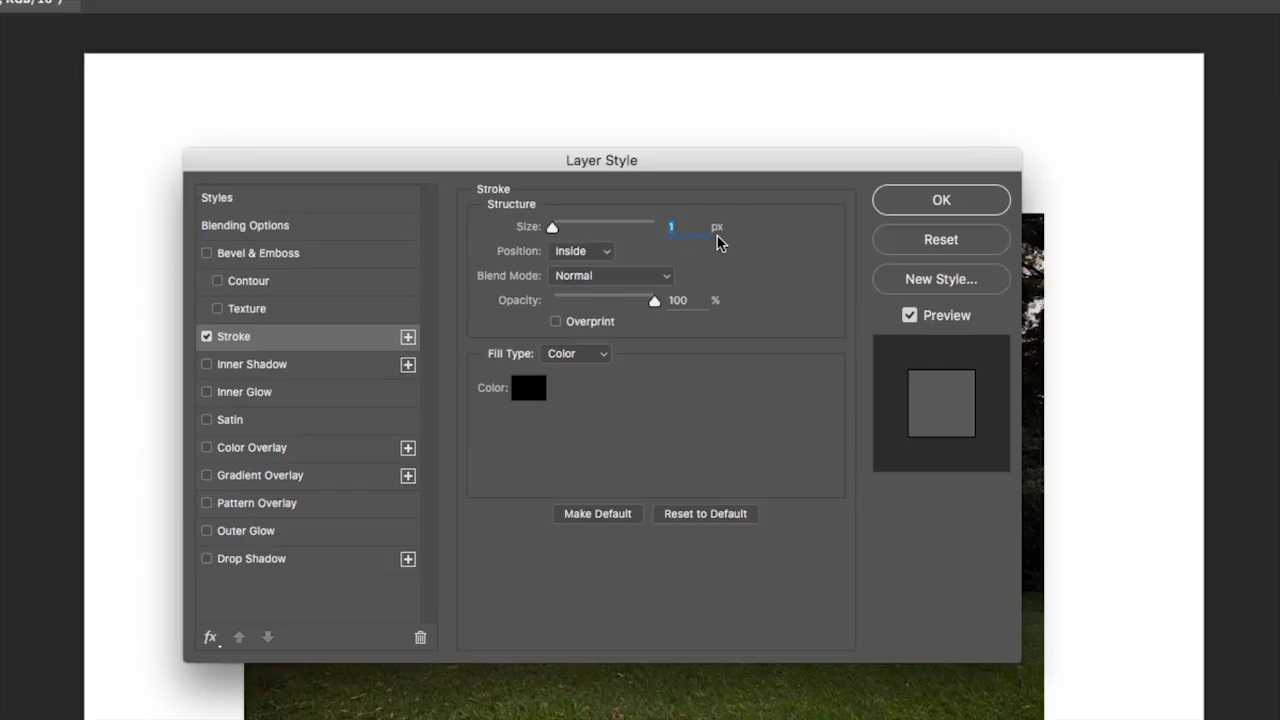 Layer Style
Styles
Blending Options
Bevel & Emboss
Contour
Texture
Stroke
Inner Shadow
Inner Glow
Satin
Color Overlay
Gradient Overlay
Pattern Overlay
Outer Glow
Drop Shadow
fx
Stroke
Structure
Size: 1 px
Position: Inside
Blend Mode: Normal
Opacity: 100 %
Overprint
Fill Type: Color
Color:
Make Default Reset to Default
OK
Reset
New Style...
Preview